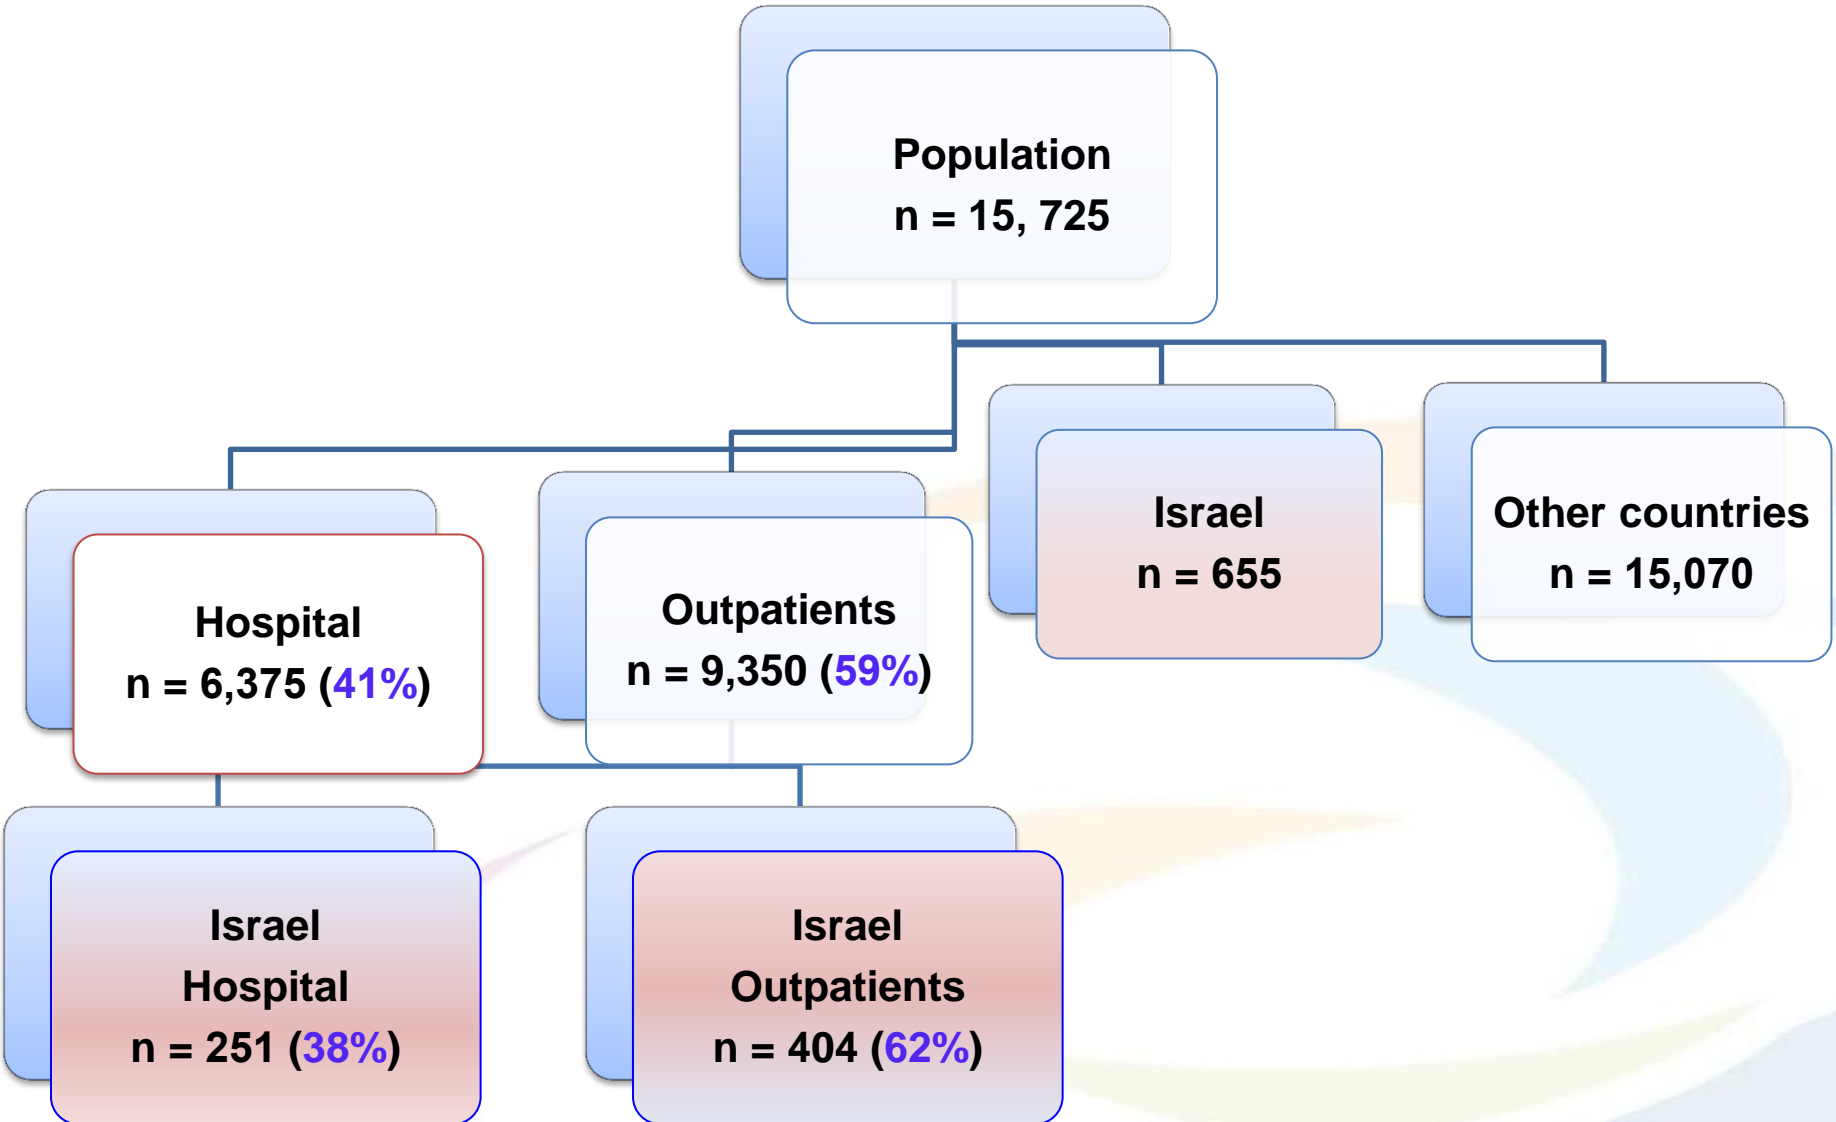 Population
n = 15, 725
Israel
n = 655
Other countries
n = 15,070
Hospital
n = 6,375 (41%)
Outpatients
n = 9,350 (59%)
Israel
Hospital
n = 251 (38%)
Israel
Outpatients
n = 404 (62%)